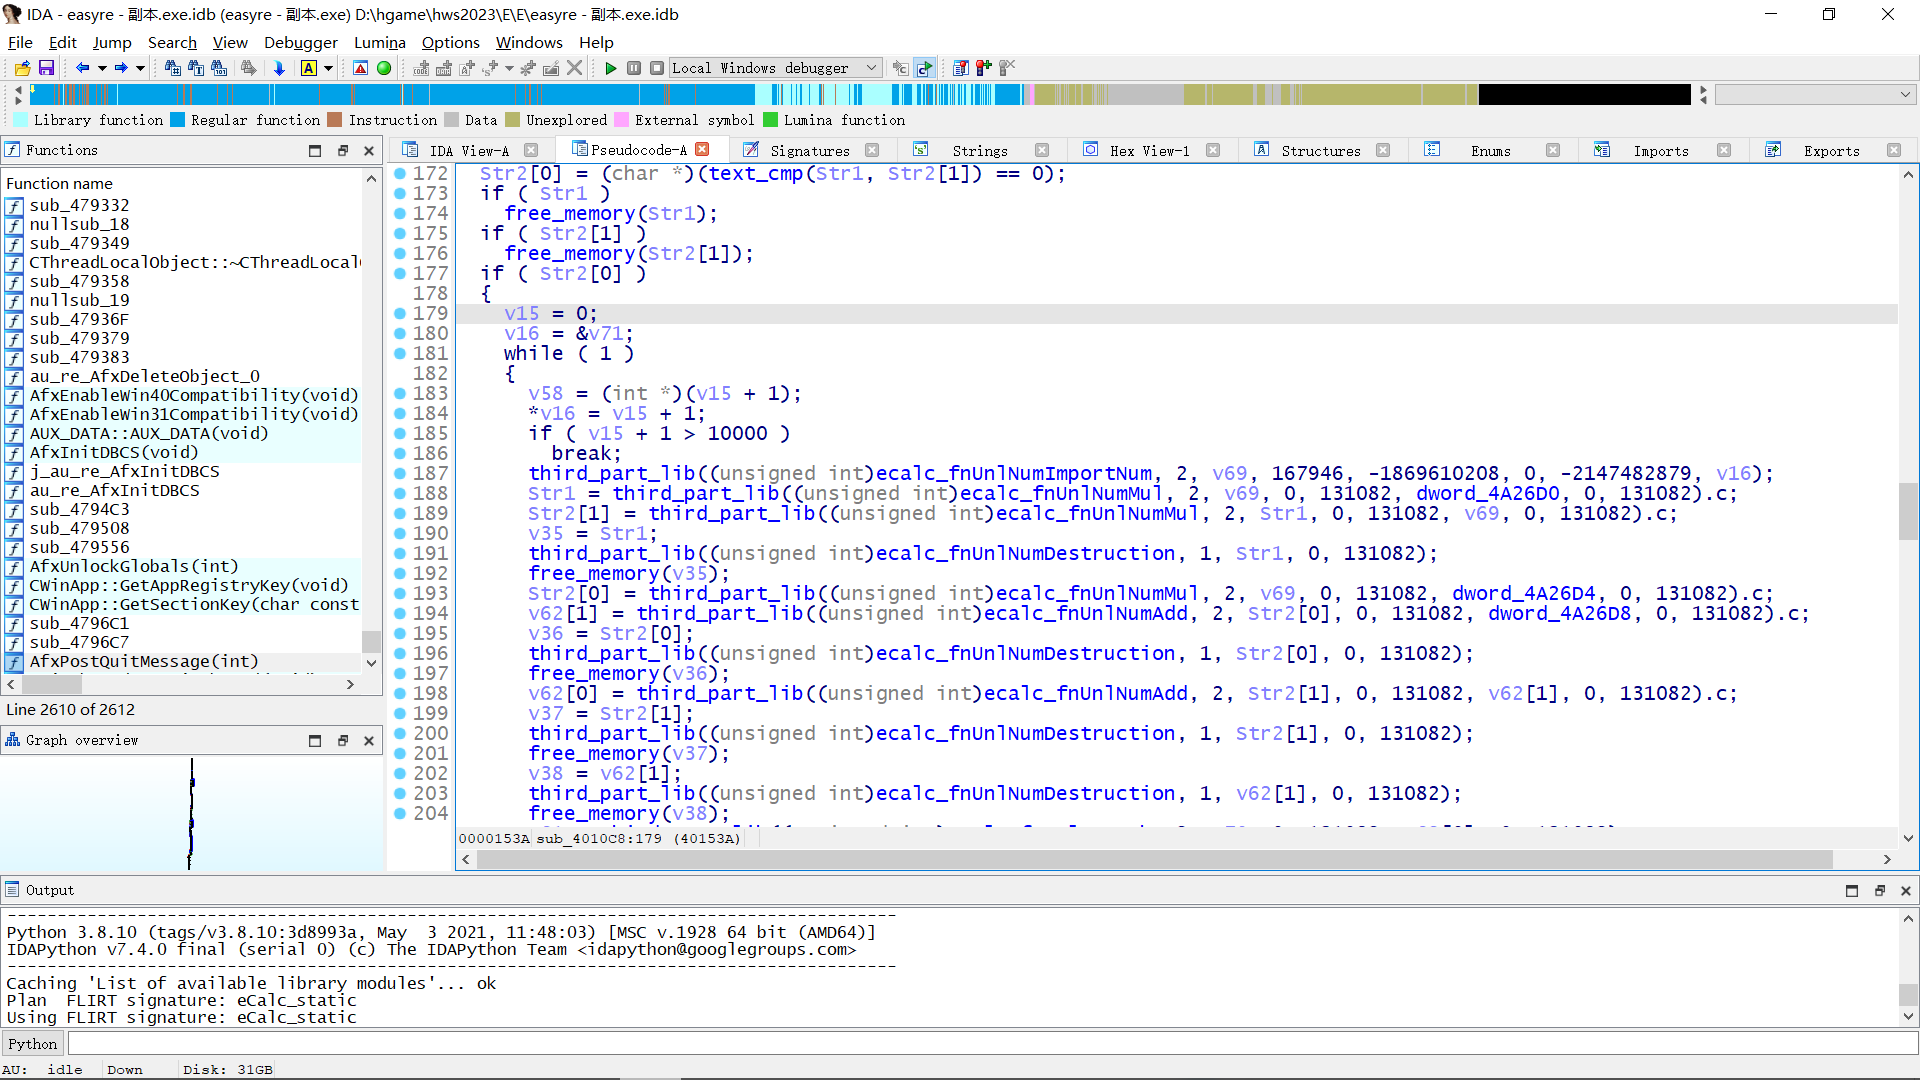 IDA - easyre - 副本.exe.idb (easyre - 副本.exe) D:\hgame\hws2023\E\E\easyre - 副本.exe.idb
File Edit Jump Search View Debugger Lumina Options Windows Help
Local Windows debugger
Library function Regular function Instruction Data Unexplored External symbol Lumina function
Functions
Function name
sub_479332
nullsub_18
sub_479349
CThreadLocalObject::~CThreadLocal
sub_479358
nullsub_19
sub_47936F
sub_479379
sub_479383
au_re_AfxDeleteObject_0
AfxEnableWin40Compatibility(void)
AfxEnableWin31Compatibility(void)
AUX_DATA::AUX_DATA(void)
AfxInitDBCS(void)
j_au_re_AfxInitDBCS
au_re_AfxInitDBCS
sub_4794C3
sub_479508
sub_479556
AfxUnlockGlobals(int)
CWinApp::GetAppRegistryKey(void)
CWinApp::GetSectionKey(char const
sub_4796C1
sub_4796C7
AfxPostQuitMessage(int)
Line 2610 of 2612
Graph overview
IDA View-A Pseudocode-A Signatures Strings Hex View-1 Structures Enums Imports Exports
172 Str2[0] = (char *)(text_cmp(Str1, Str2[1]) == 0);
173 if ( Str1 )
174 free_memory(Str1);
175 if ( Str2[1] )
176 free_memory(Str2[1]);
177 if ( Str2[0] )
178 {
179 v15 = 0;
180 v16 = &v71;
181 while ( 1 )
182 {
183 v58 = (int *)(v15 + 1);
184 *v16 = v15 + 1;
185 if ( v15 + 1 > 10000 )
186 break;
187 third_part_lib((unsigned int)ecalc_fnUnlNumImportNum, 2, v69, 167946, -1869610208, 0, -2147482879, v16);
188 Str1 = third_part_lib((unsigned int)ecalc_fnUnlNumMul, 2, v69, 0, 131082, dword_4A26D0, 0, 131082).c;
189 Str2[1] = third_part_lib((unsigned int)ecalc_fnUnlNumMul, 2, Str1, 0, 131082, v69, 0, 131082).c;
190 v35 = Str1;
191 third_part_lib((unsigned int)ecalc_fnUnlNumDestruction, 1, Str1, 0, 131082);
192 free_memory(v35);
193 Str2[0] = third_part_lib((unsigned int)ecalc_fnUnlNumMul, 2, v69, 0, 131082, dword_4A26D4, 0, 131082).c;
194 v62[1] = third_part_lib((unsigned int)ecalc_fnUnlNumAdd, 2, Str2[0], 0, 131082, dword_4A26D8, 0, 131082).c;
195 v36 = Str2[0];
196 third_part_lib((unsigned int)ecalc_fnUnlNumDestruction, 1, Str2[0], 0, 131082);
197 free_memory(v36);
198 v62[0] = third_part_lib((unsigned int)ecalc_fnUnlNumAdd, 2, Str2[1], 0, 131082, v62[1], 0, 131082).c;
199 v37 = Str2[1];
200 third_part_lib((unsigned int)ecalc_fnUnlNumDestruction, 1, Str2[1], 0, 131082);
201 free_memory(v37);
202 v38 = v62[1];
203 third_part_lib((unsigned int)ecalc_fnUnlNumDestruction, 1, v62[1], 0, 131082);
204 free_memory(v38);
0000153A sub_4010C8:179 (40153A)
Output
Python 3.8.10 (tags/v3.8.10:3d8993a, May  3 2021, 11:48:03) [MSC v.1928 64 bit (AMD64)]
IDAPython v7.4.0 final (serial 0) (c) The IDAPython Team <idapython@googlegroups.com>
Caching 'List of available library modules'... ok
Plan  FLIRT signature: eCalc_static
Using FLIRT signature: eCalc_static
Python
AU: idle Down Disk: 31GB